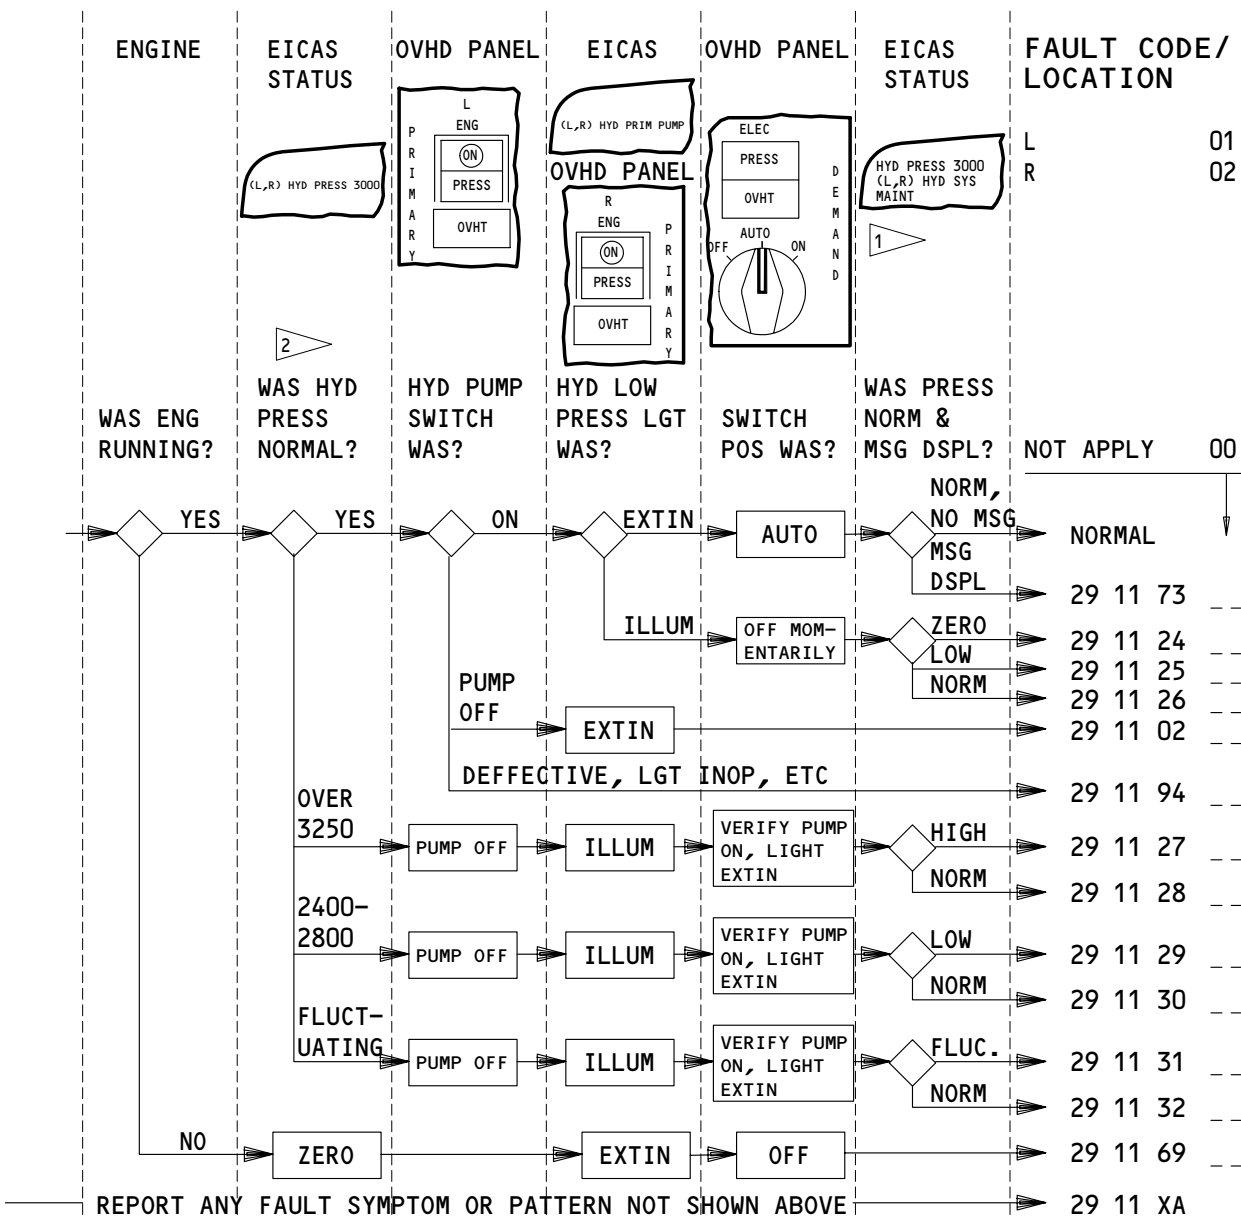 ENGINE
EICAS
STATUS
OVHD PANEL
EICAS
OVHD PANEL
EICAS
STATUS
FAULT CODE/
LOCATION
(L,R) HYD PRESS 3000
L
ENG
ON
PRESS
OVHT
PRIMARY
(L,R) HYD PRIM PUMP
OVHD PANEL
R
ENG
ON
PRESS
OVHT
PRIMARY
ELEC
PRESS
OVHT
DEMAND
OFF AUTO ON
HYD PRESS 3000
(L,R) HYD SYS
MAINT
1
L 01
R 02
2
WAS ENG
RUNNING?
WAS HYD
PRESS
NORMAL?
HYD PUMP
SWITCH
WAS?
HYD LOW
PRESS LGT
WAS?
SWITCH
POS WAS?
WAS PRESS
NORM &
MSG DSPL?
NOT APPLY 00
YES YES ON EXTIN AUTO
NORM,
NO MSG
NORMAL
MSG
DSPL
29 11 73 _ _
ILLUM
OFF MOM-
ENTARILY
ZERO 29 11 24 _ _
LOW 29 11 25 _ _
NORM 29 11 26 _ _
PUMP
OFF
EXTIN 29 11 02 _ _
DEFFECTIVE, LGT INOP, ETC 29 11 94 _ _
OVER
3250
PUMP OFF ILLUM
VERIFY PUMP
ON, LIGHT
EXTIN
HIGH 29 11 27 _ _
NORM 29 11 28 _ _
2400-
2800
PUMP OFF ILLUM
VERIFY PUMP
ON, LIGHT
EXTIN
LOW 29 11 29 _ _
NORM 29 11 30 _ _
FLUCT-
UATING
PUMP OFF ILLUM
VERIFY PUMP
ON, LIGHT
EXTIN
FLUC. 29 11 31 _ _
NORM 29 11 32 _ _
NO ZERO EXTIN OFF 29 11 69 _ _
REPORT ANY FAULT SYMPTOM OR PATTERN NOT SHOWN ABOVE 29 11 XA